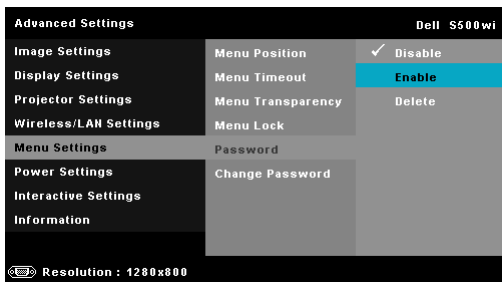 Advanced Settings
Dell S500wi
Image Settings
Display Settings
Projector Settings
Wireless/LAN Settings
Menu Settings
Power Settings
Interactive Settings
Information
Menu Position
Menu Timeout
Menu Transparency
Menu Lock
Password
Change Password
Disable
Enable
Delete
Resolution : 1280x800